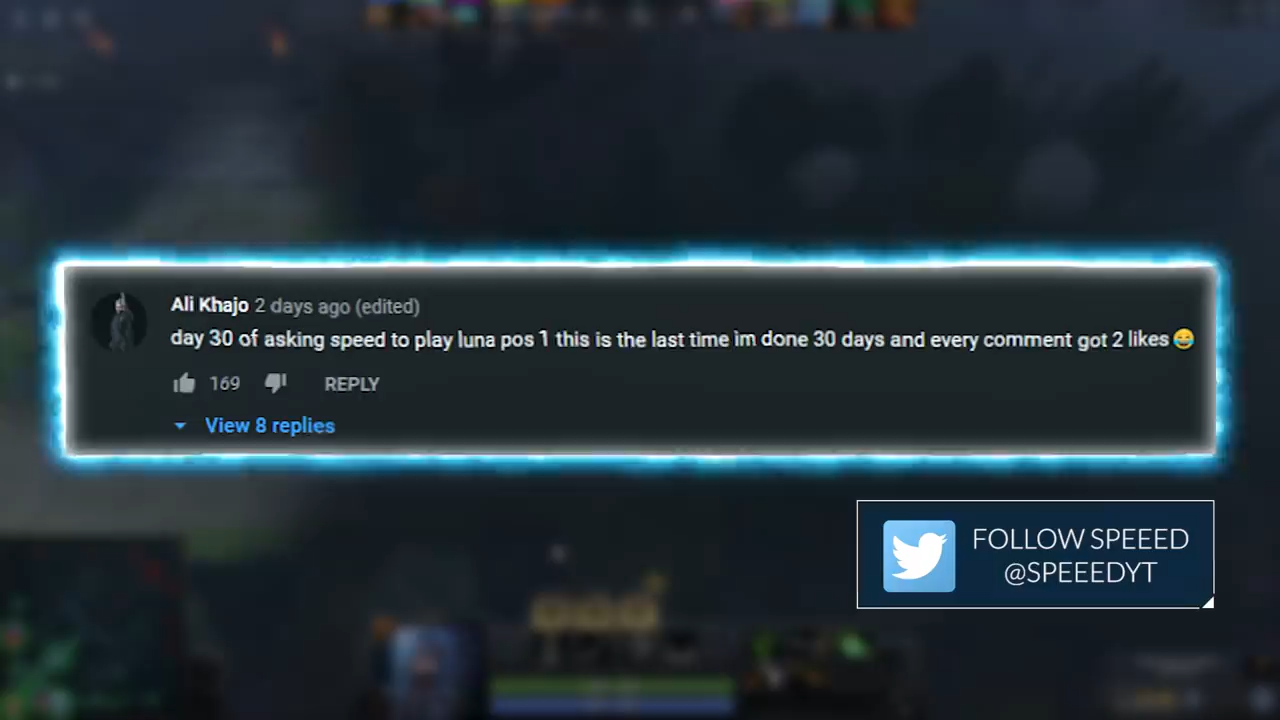 Ali Khajo 2 days ago (edited)
day 30 of asking speed to play luna pos 1 this is the last time im done 30 days and every comment got 2 likes 😂
169 REPLY
View 8 replies
FOLLOW SPEEED
@SPEEEDYT